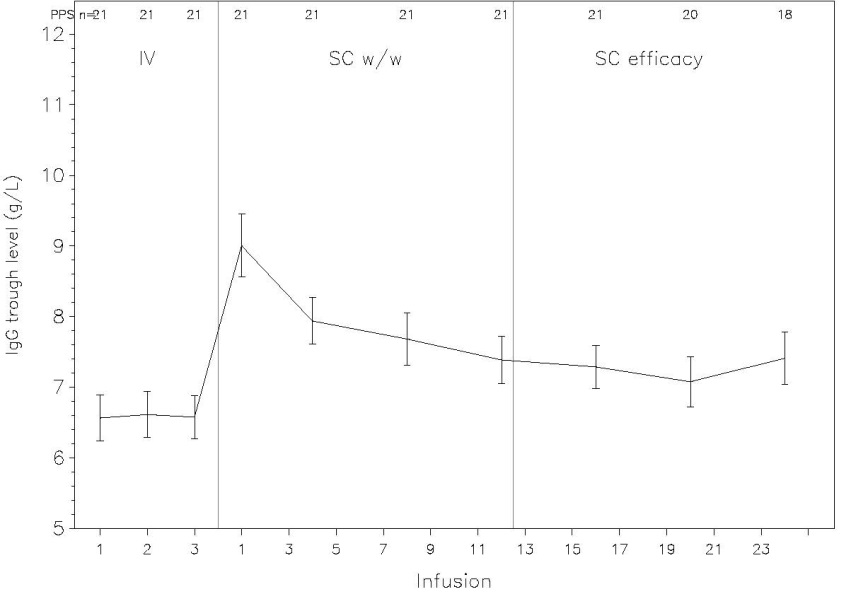 PPS n=21 21 21 21 21 21 21 21 20 18
IV SC w/w SC efficacy
12
11
10
9
8
7
6
5
IgG trough level (g/L)
1 2 3 1 3 5 7 9 11 13 15 17 19 21 23
Infusion